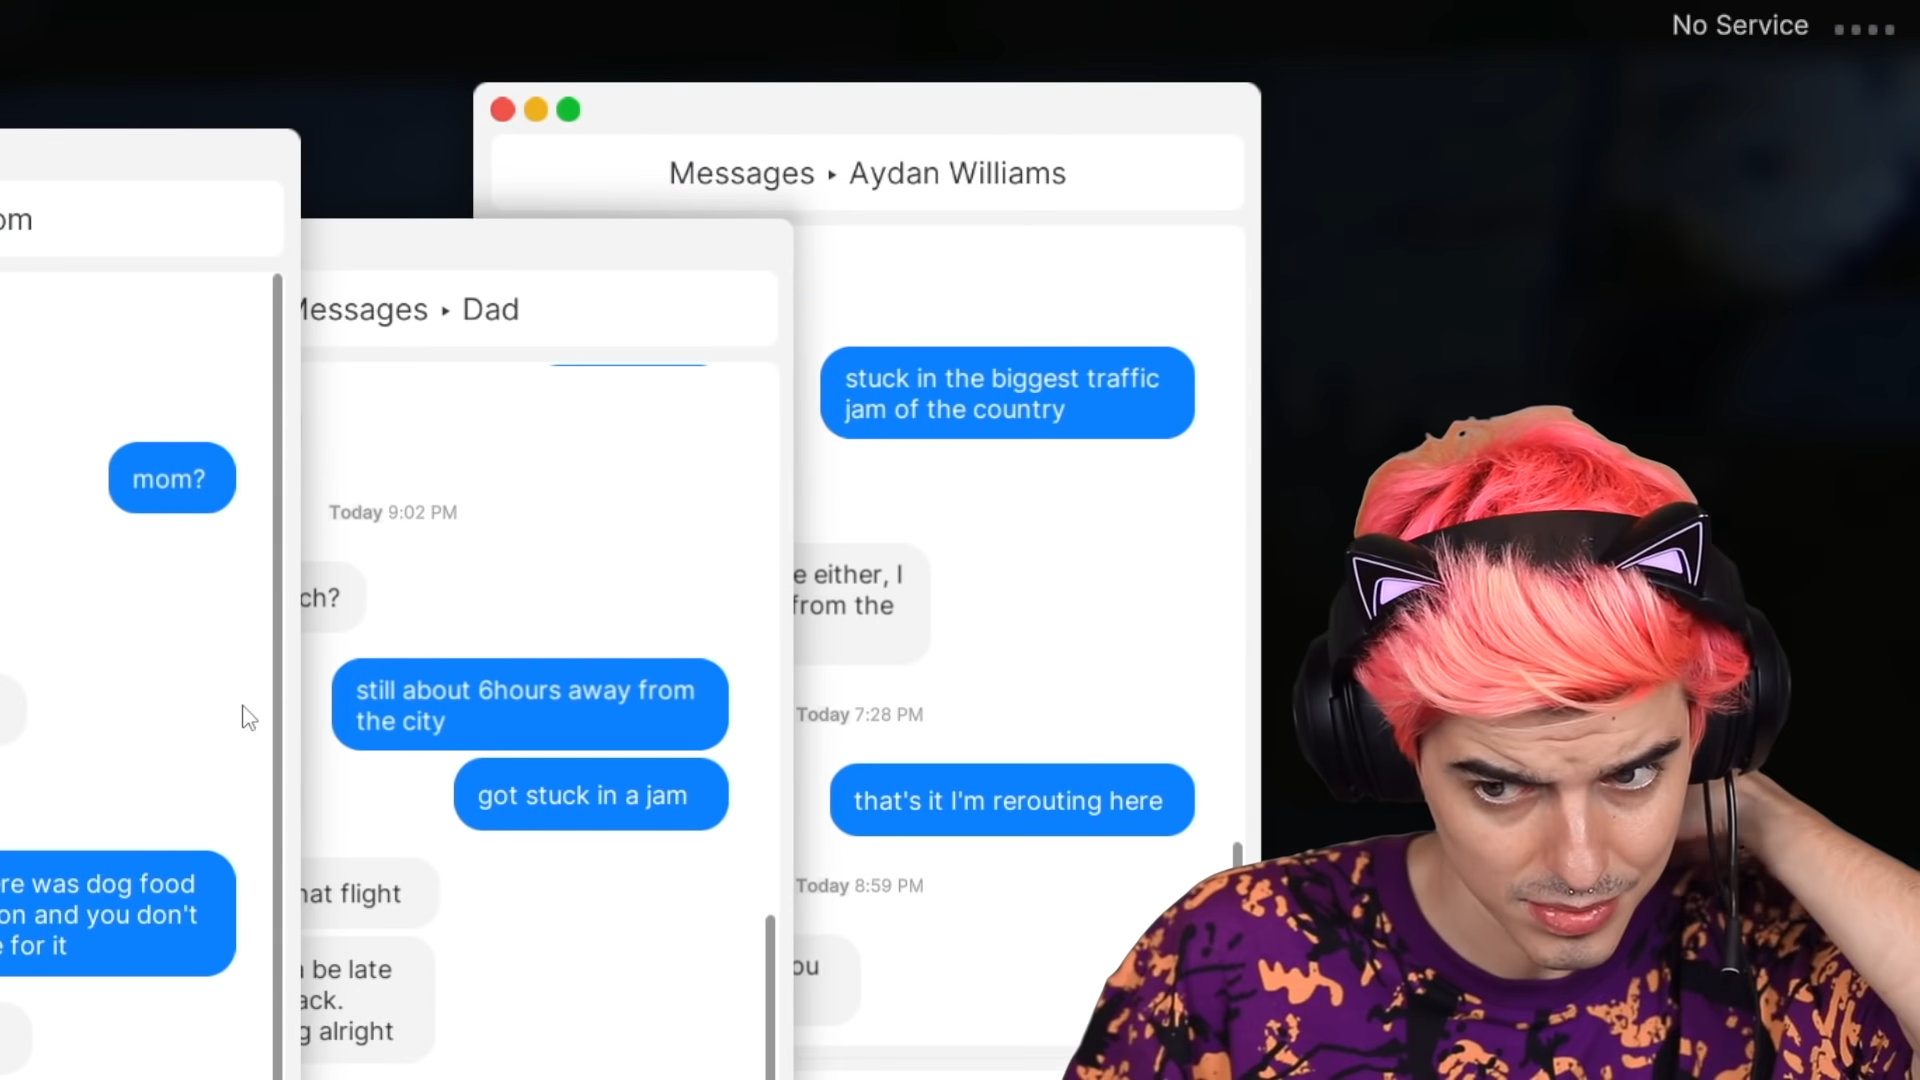 No Service
Messages ▸ Aydan Williams
stuck in the biggest traffic
jam of the country
e either, I
from the
Today 7:28 PM
that's it I'm rerouting here
Today 8:59 PM
ou
Messages ▸ Dad
Today 9:02 PM
ch?
still about 6hours away from
the city
got stuck in a jam
hat flight
be late
ack.
g alright
om
mom?
re was dog food
on and you don't
e for it